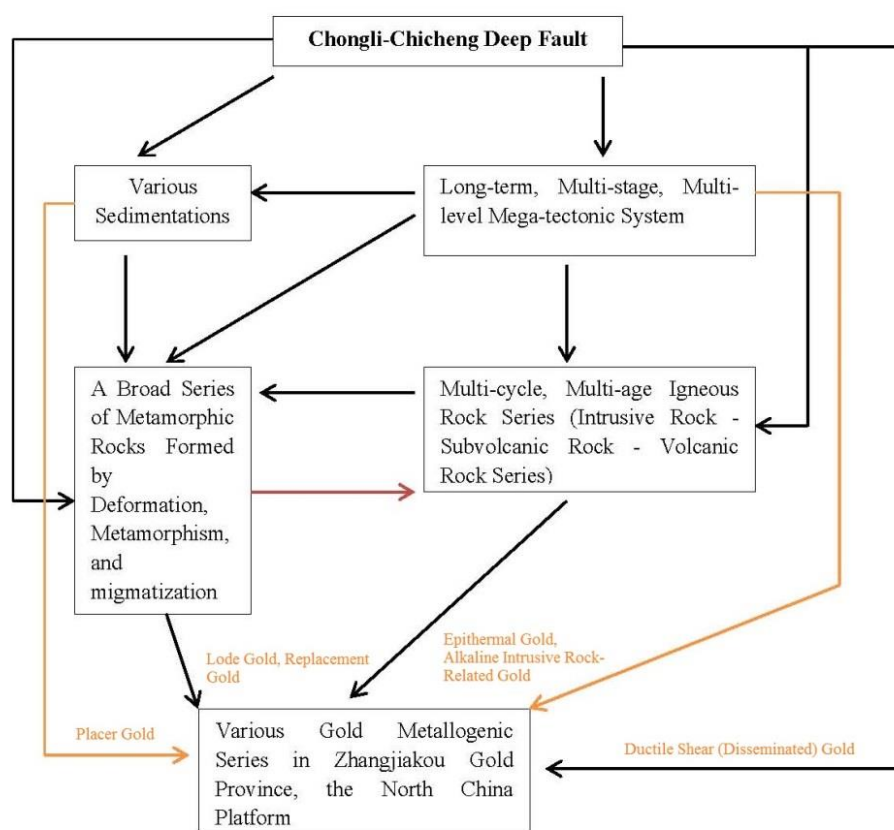 Chongli-Chicheng Deep Fault
Various
Sedimentations
Long-term, Multi-stage, Multi-
level Mega-tectonic System
A Broad Series
of Metamorphic
Rocks Formed
by
Deformation,
Metamorphism,
and
migmatization
Multi-cycle, Multi-age Igneous
Rock Series (Intrusive Rock -
Subvolcanic Rock - Volcanic
Rock Series)
Lode Gold, Replacement
Gold
Epithermal Gold,
Alkaline Intrusive Rock-
Related Gold
Placer Gold
Various Gold Metallogenic
Series in Zhangjiakou Gold
Province, the North China
Platform
Ductile Shear (Disseminated) Gold